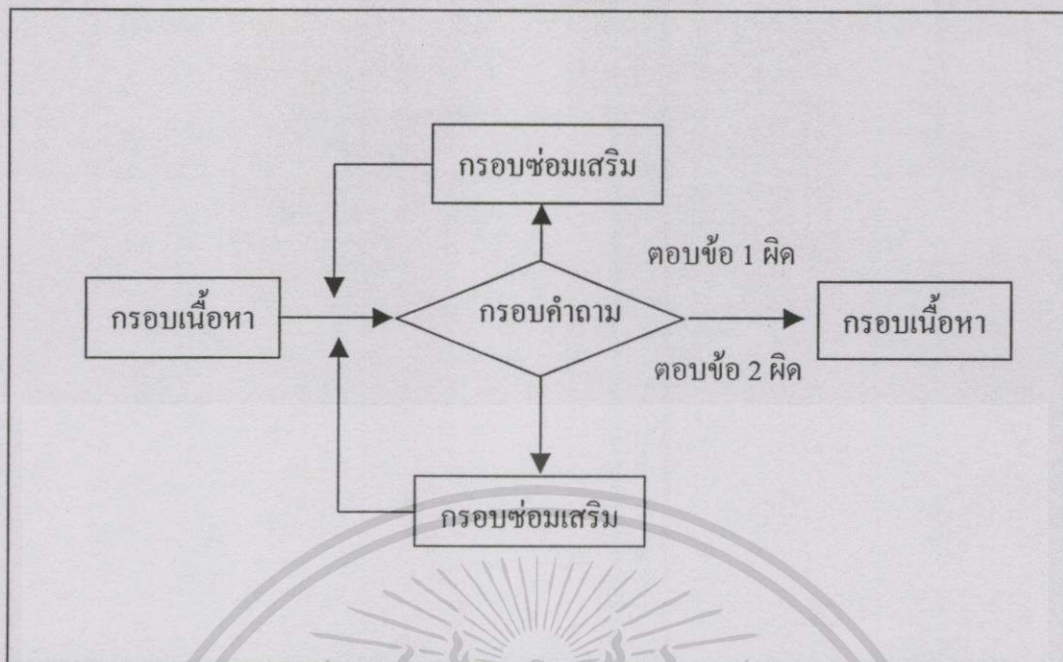 กรอบซ่อมเสริม
ตอบข้อ 1 ผิด
กรอบเนื้อหา
กรอบคำถาม
กรอบเนื้อหา
ตอบข้อ 2 ผิด
กรอบซ่อมเสริม